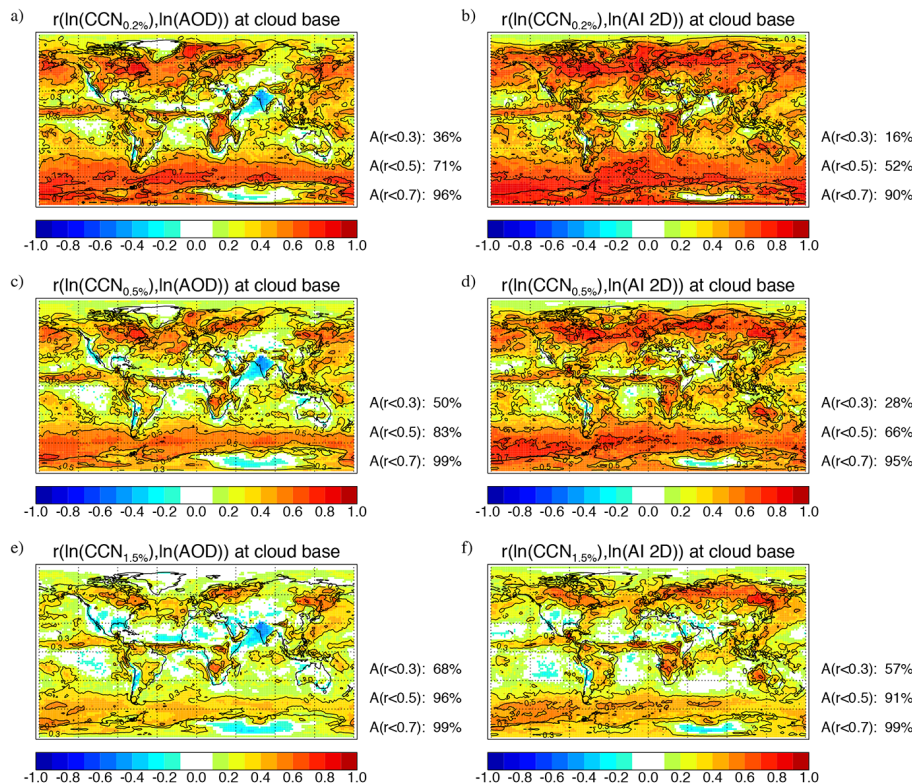 a)
r(ln(CCN0.2%),ln(AOD)) at cloud base
A(r<0.3): 36%
A(r<0.5): 71%
A(r<0.7): 96%
-1.0 -0.8 -0.6 -0.4 -0.2 0.0 0.2 0.4 0.6 0.8 1.0
b)
r(ln(CCN0.2%),ln(AI 2D)) at cloud base
A(r<0.3): 16%
A(r<0.5): 52%
A(r<0.7): 90%
-1.0 -0.8 -0.6 -0.4 -0.2 0.0 0.2 0.4 0.6 0.8 1.0
c)
r(ln(CCN0.5%),ln(AOD)) at cloud base
A(r<0.3): 50%
A(r<0.5): 83%
A(r<0.7): 99%
-1.0 -0.8 -0.6 -0.4 -0.2 0.0 0.2 0.4 0.6 0.8 1.0
d)
r(ln(CCN0.5%),ln(AI 2D)) at cloud base
A(r<0.3): 28%
A(r<0.5): 66%
A(r<0.7): 95%
-1.0 -0.8 -0.6 -0.4 -0.2 0.0 0.2 0.4 0.6 0.8 1.0
e)
r(ln(CCN1.5%),ln(AOD)) at cloud base
A(r<0.3): 68%
A(r<0.5): 96%
A(r<0.7): 99%
-1.0 -0.8 -0.6 -0.4 -0.2 0.0 0.2 0.4 0.6 0.8 1.0
f)
r(ln(CCN1.5%),ln(AI 2D)) at cloud base
A(r<0.3): 57%
A(r<0.5): 91%
A(r<0.7): 99%
-1.0 -0.8 -0.6 -0.4 -0.2 0.0 0.2 0.4 0.6 0.8 1.0